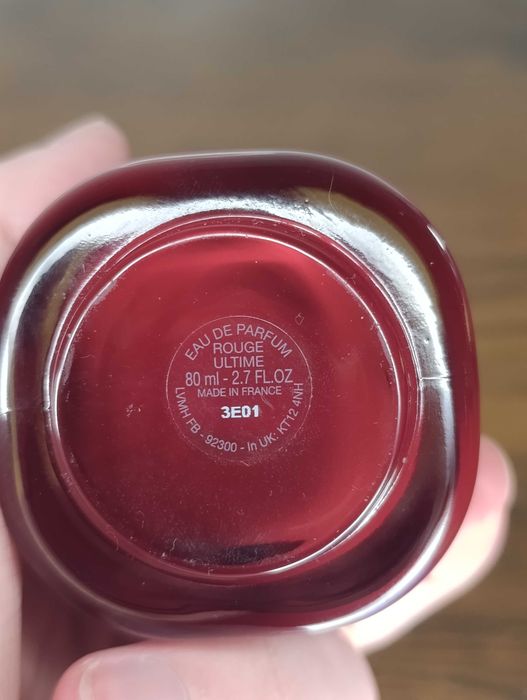 EAU DE PARFUM
ROUGE
ULTIME
80 ml - 2.7 FL.OZ
MADE IN FRANCE
3E01
LVMH FB - 92300 - in UK: KT12 4NH